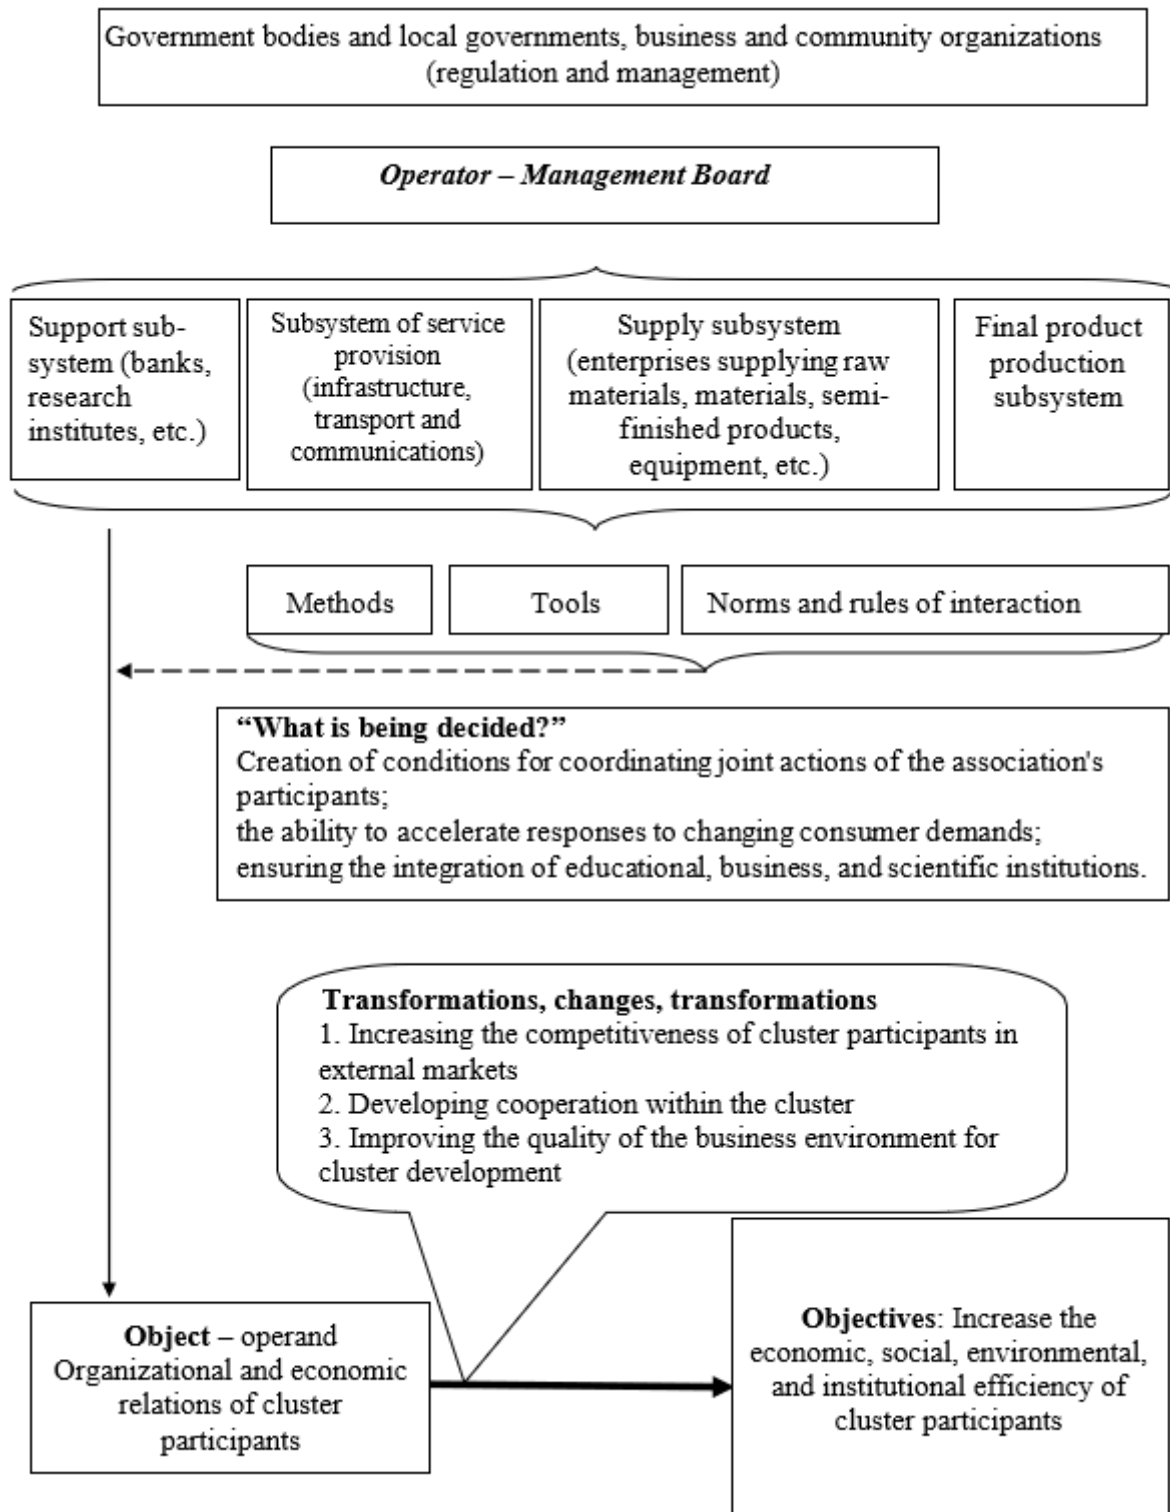 Government bodies and local governments, business and community organizations
(regulation and management)
Operator – Management Board
Support sub-
system (banks,
research
institutes, etc.)
Subsystem of service
provision
(infrastructure,
transport and
communications)
Supply subsystem
(enterprises supplying raw
materials, materials, semi-
finished products,
equipment, etc.)
Final product
production
subsystem
Methods
Tools
Norms and rules of interaction
“What is being decided?”
Creation of conditions for coordinating joint actions of the association's
participants;
the ability to accelerate responses to changing consumer demands;
ensuring the integration of educational, business, and scientific institutions.
Transformations, changes, transformations
1. Increasing the competitiveness of cluster participants in
external markets
2. Developing cooperation within the cluster
3. Improving the quality of the business environment for
cluster development
Object – operand
Organizational and economic
relations of cluster
participants
Objectives: Increase the
economic, social, environmental,
and institutional efficiency of
cluster participants